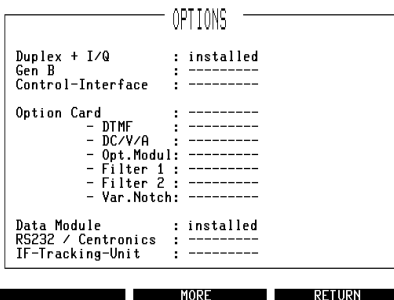 OPTIONS
Duplex + I/Q : installed
Gen B : ---------
Control-Interface : ---------
Option Card : ---------
- DTMF : ---------
- DC/V/A : ---------
- Opt.Modul: ---------
- Filter 1 : ---------
- Filter 2 : ---------
- Var.Notch: ---------
Data Module : installed
RS232 / Centronics : ---------
IF-Tracking-Unit : ---------
MORE RETURN